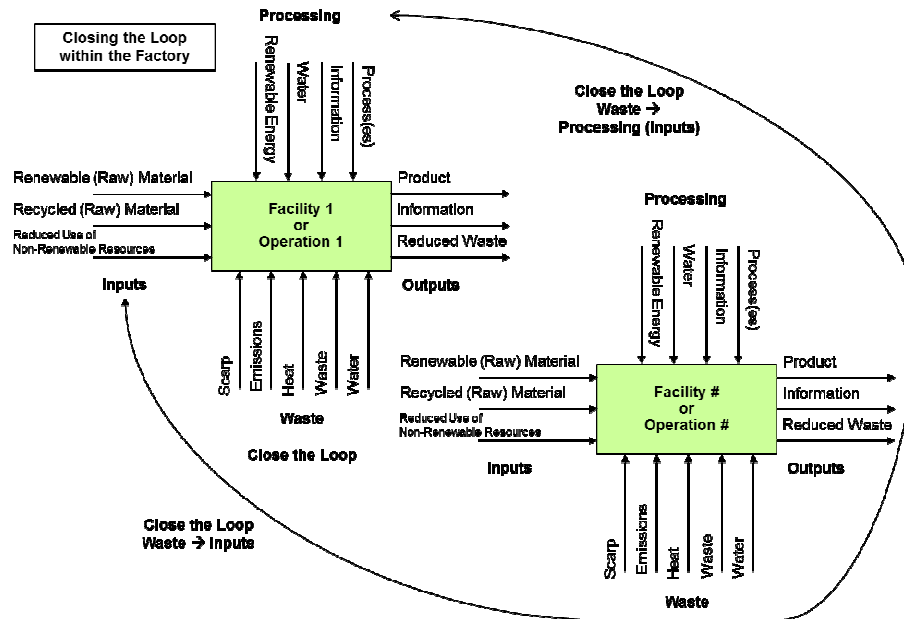 Closing the Loop
within the Factory
Processing
Renewable Energy
Water
Information
Process(es)
Close the Loop
Waste →
Processing (Inputs)
Renewable (Raw) Material
Recycled (Raw) Material
Reduced Use of
Non-Renewable Resources
Inputs
Facility 1
or
Operation 1
Product
Information
Reduced Waste
Outputs
Scarp
Emissions
Heat
Waste
Water
Waste
Close the Loop
Processing
Renewable Energy
Water
Information
Process(es)
Renewable (Raw) Material
Recycled (Raw) Material
Reduced Use of
Non-Renewable Resources
Inputs
Facility #
or
Operation #
Product
Information
Reduced Waste
Outputs
Scarp
Emissions
Heat
Waste
Water
Waste
Close the Loop
Waste → Inputs